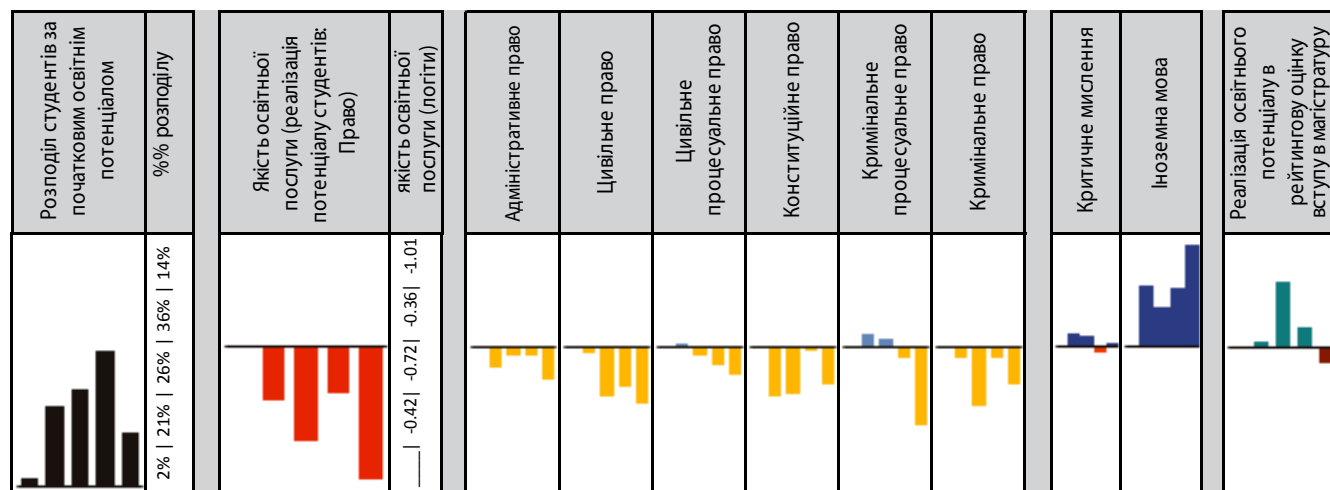 Розподіл студентів за
початковим освітнім
потенціалом
%% розподілу
Якість освітньої
послуги (реалізація
потенціалу студентів:
Право)
якість освітньої
послуги (логіти)
Адміністративне право
Цивільне право
Цивільне
процесуальне право
Конституційне право
Кримінальне
процесуальне право
Кримінальне право
Критичне мислення
Іноземна мова
Реалізація освітнього
потенціалу в
рейтингову оцінку
вступу в магістратуру
2% | 21% | 26% | 36% | 14%
____| -0.42| -0.72 | -0.36| -1.01